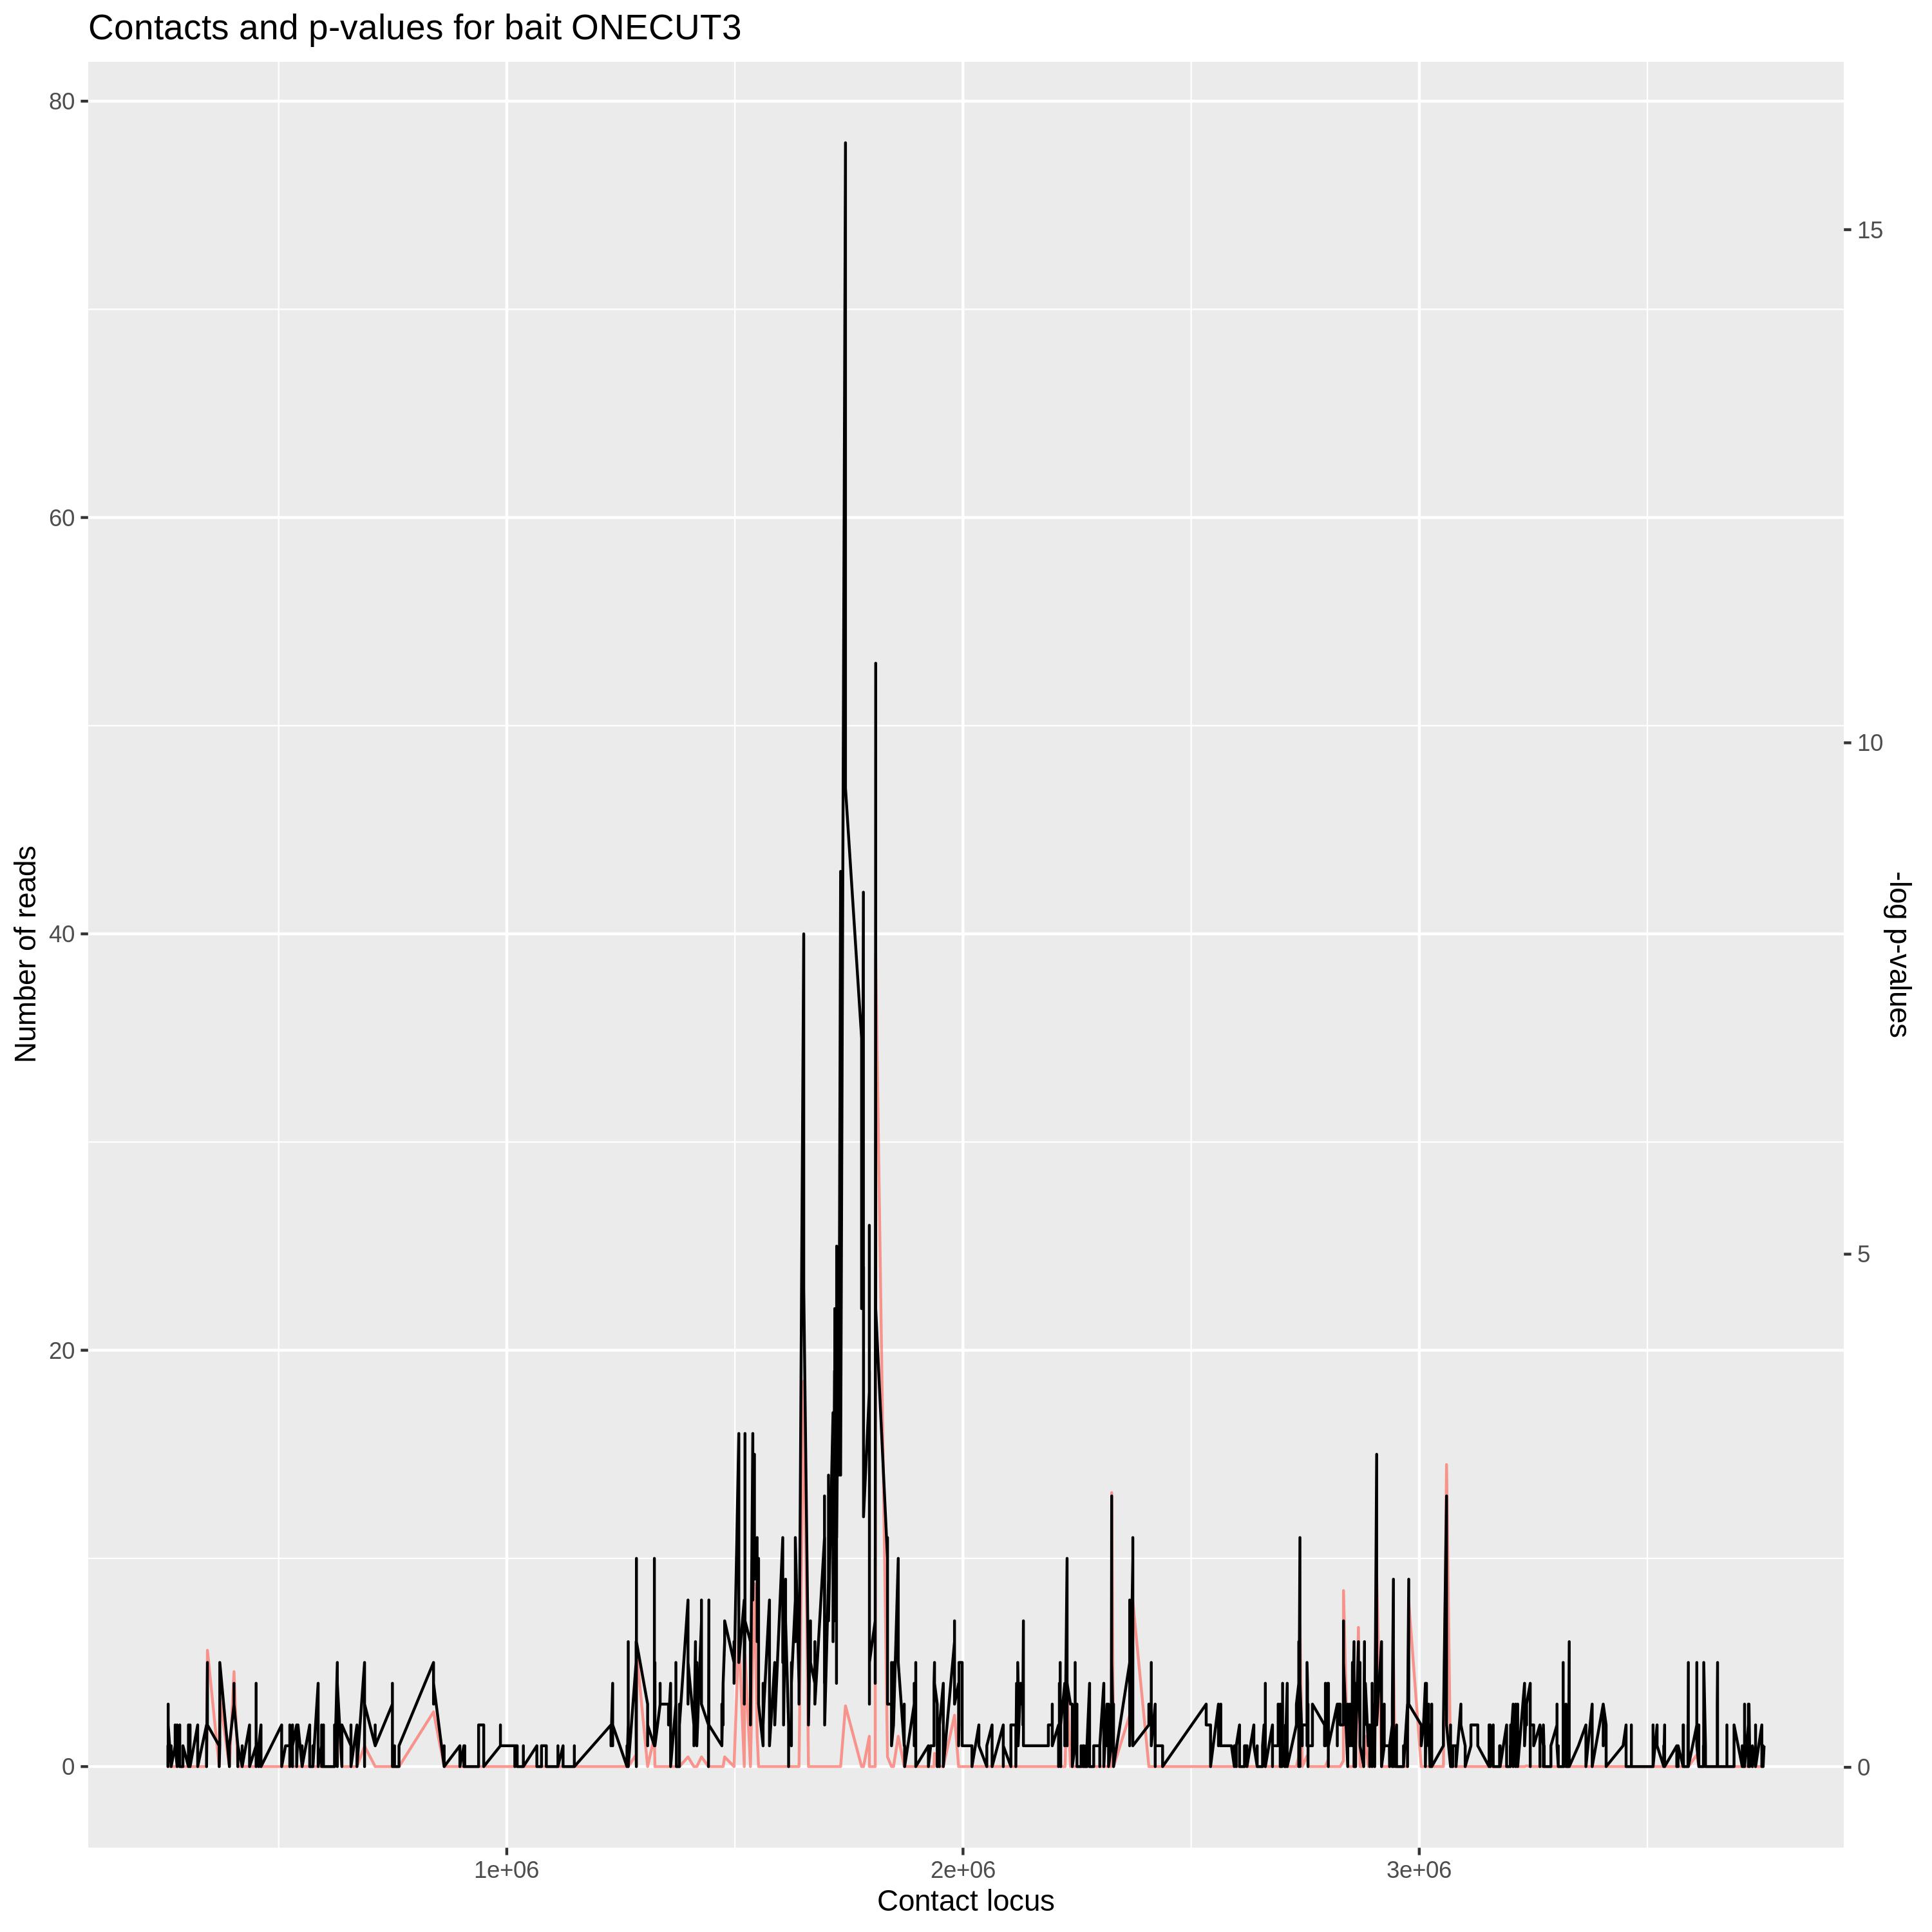 Contacts and p-values for bait ONECUT3
80
60
40
20
0
Number of reads
15
10
5
0
-log p-values
1e+06
2e+06
3e+06
Contact locus